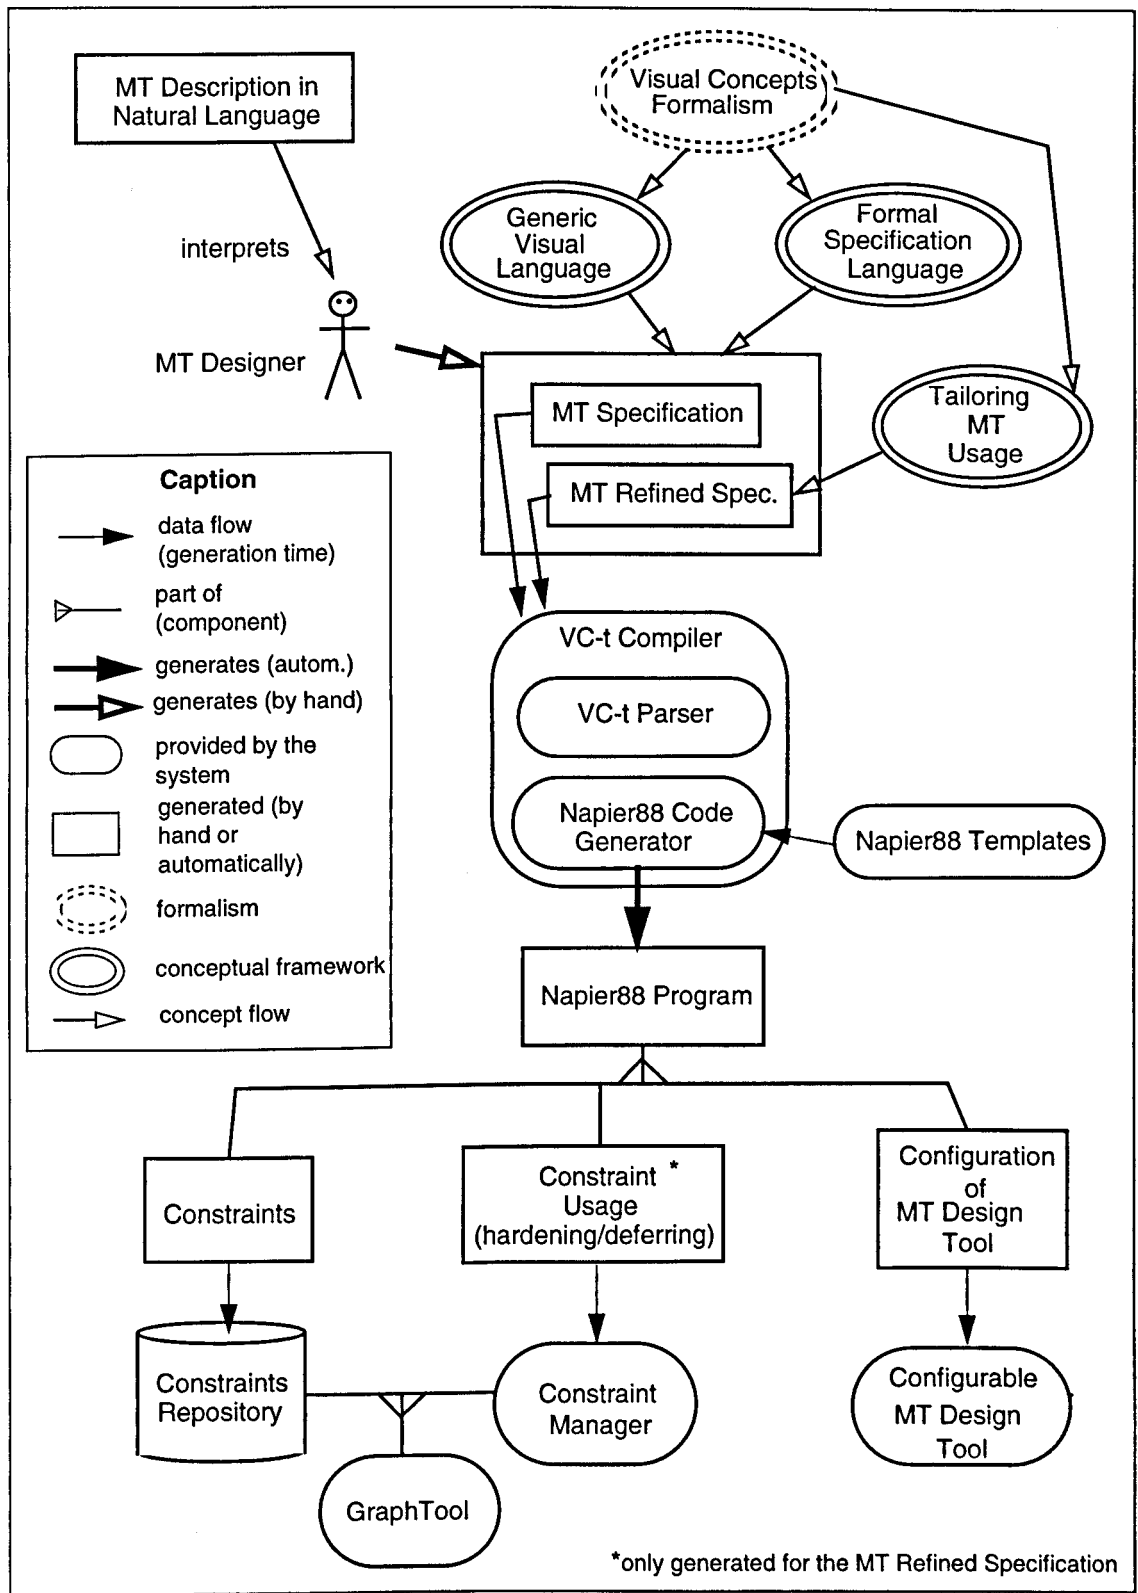 MT Description in
Natural Language
Visual Concepts
Formalism
Generic
Visual
Language
Formal
Specification
Language
interprets
MT Designer
MT Specification
MT Refined Spec.
Tailoring
MT
Usage
Caption
data flow
(generation time)
part of
(component)
generates (autom.)
generates (by hand)
provided by the
system
generated (by
hand or
automatically)
formalism
conceptual framework
concept flow
VC-t Compiler
VC-t Parser
Napier88 Code
Generator
Napier88 Templates
Napier88 Program
Constraints
Constraint *
Usage
(hardening/deferring)
Configuration
of
MT Design
Tool
Constraints
Repository
Constraint
Manager
Configurable
MT Design
Tool
GraphTool
*only generated for the MT Refined Specification